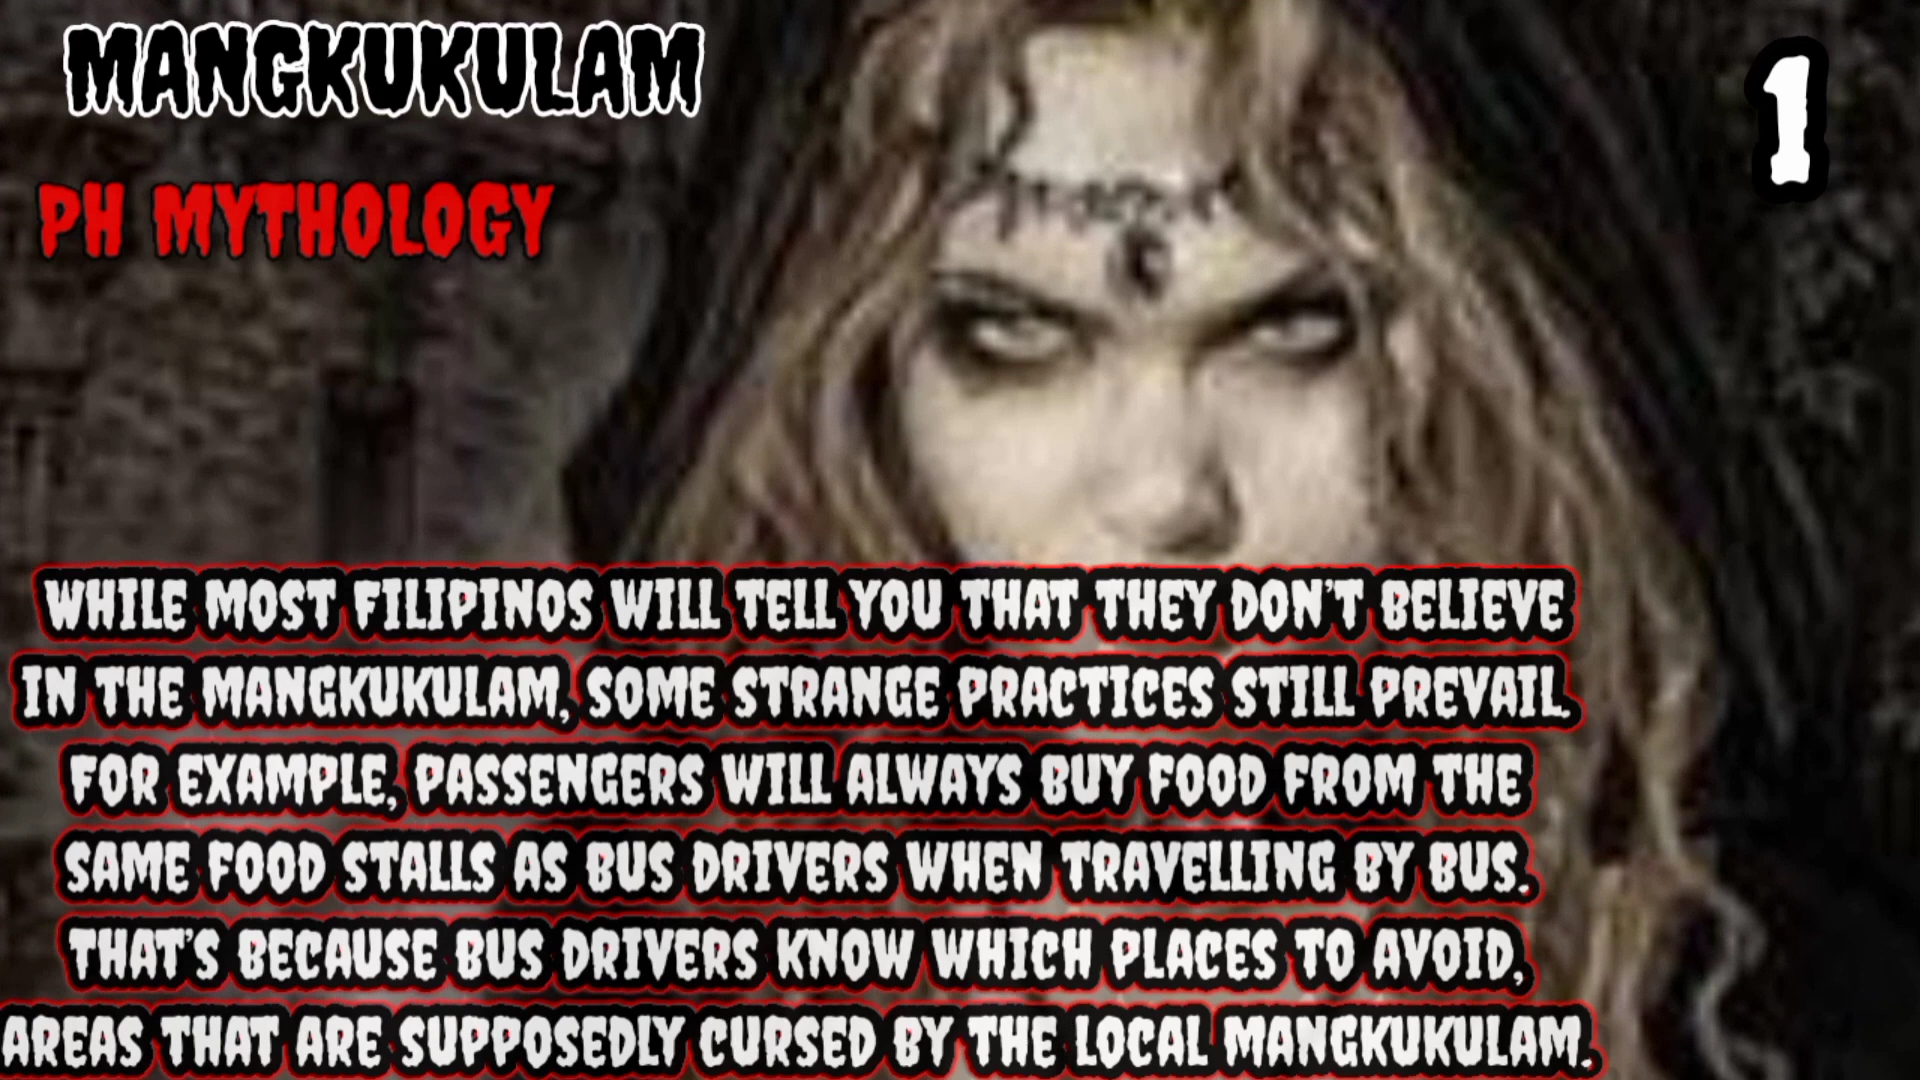 MANGKUKULAM
1
PH MYTHOLOGY
WHILE MOST FILIPINOS WILL TELL YOU THAT THEY DON'T BELIEVE
IN THE MANGKUKULAM, SOME STRANGE PRACTICES STILL PREVAIL.
FOR EXAMPLE, PASSENGERS WILL ALWAYS BUY FOOD FROM THE
SAME FOOD STALLS AS BUS DRIVERS WHEN TRAVELLING BY BUS.
THAT'S BECAUSE BUS DRIVERS KNOW WHICH PLACES TO AVOID,
AREAS THAT ARE SUPPOSEDLY CURSED BY THE LOCAL MANGKUKULAM.